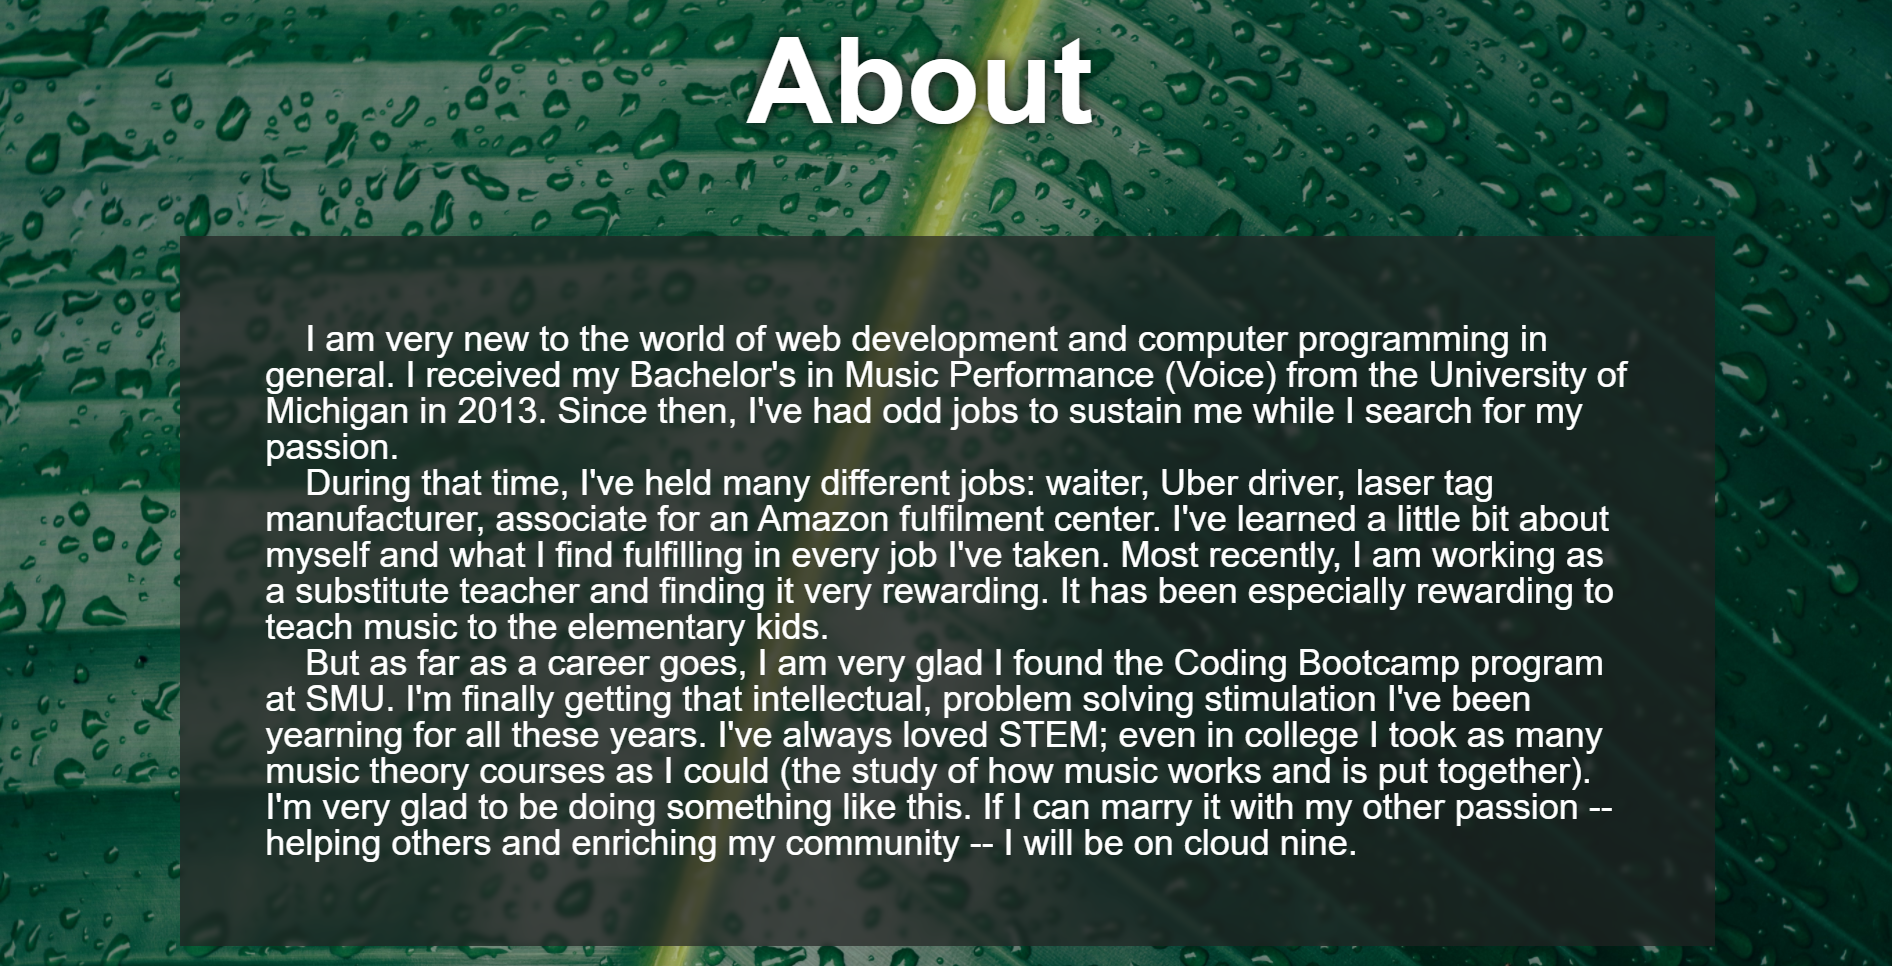 About
I am very new to the world of web development and computer programming in
general. I received my Bachelor's in Music Performance (Voice) from the University of
Michigan in 2013. Since then, I've had odd jobs to sustain me while I search for my
passion.
During that time, I've held many different jobs: waiter, Uber driver, laser tag
manufacturer, associate for an Amazon fulfilment center. I've learned a little bit about
myself and what I find fulfilling in every job I've taken. Most recently, I am working as
a substitute teacher and finding it very rewarding. It has been especially rewarding to
teach music to the elementary kids.
But as far as a career goes, I am very glad I found the Coding Bootcamp program
at SMU. I'm finally getting that intellectual, problem solving stimulation I've been
yearning for all these years. I've always loved STEM; even in college I took as many
music theory courses as I could (the study of how music works and is put together).
I'm very glad to be doing something like this. If I can marry it with my other passion --
helping others and enriching my community -- I will be on cloud nine.